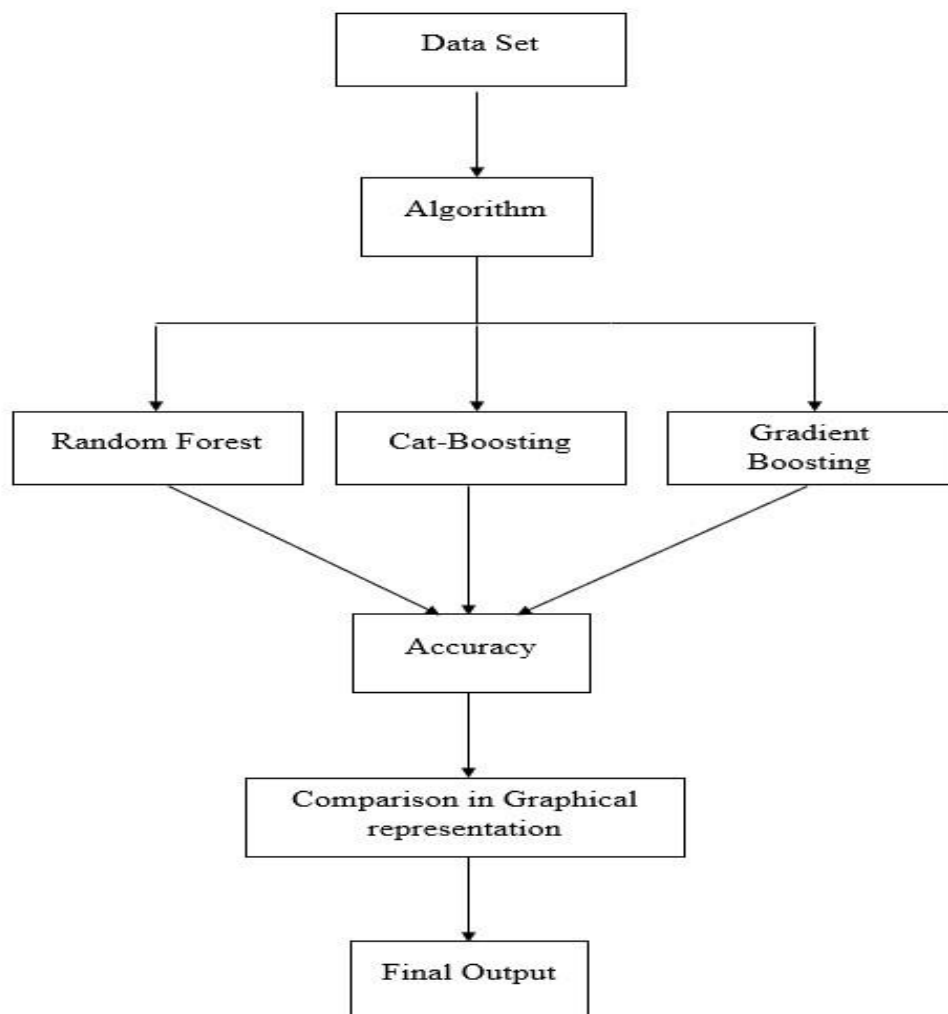 Data Set
Algorithm
Random Forest
Cat-Boosting
Gradient
Boosting
Accuracy
Comparison in Graphical
representation
Final Output